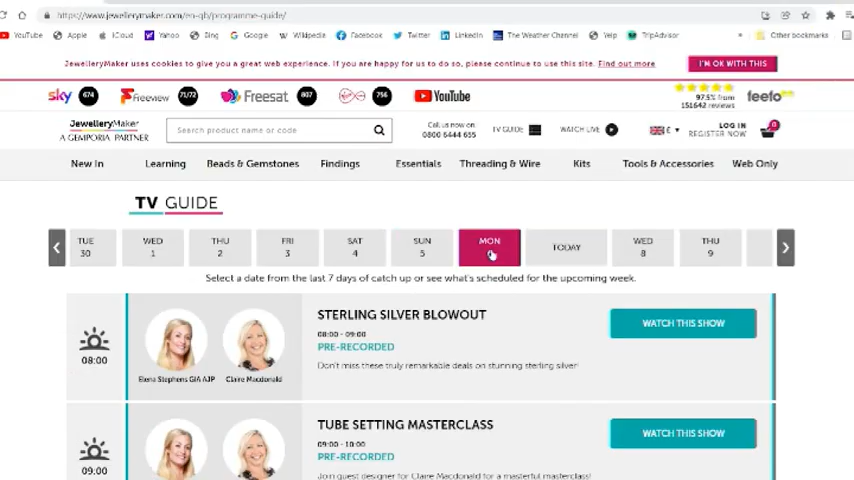 https://www.jewellerymaker.com/en-gb/programme-guide/
YouTube Apple iCloud Yahoo Bing Google Wikipedia Facebook Twitter LinkedIn The Weather Channel Yelp TripAdvisor » Other bookmarks
JewelleryMaker uses cookies to give you a great web experience. If you are happy for us to do so, please continue to use this site. Find out more I'M OK WITH THIS
sky 674 Freeview 71/72 Freesat 807 756 YouTube 97.5% from 151642 reviews feefo
JewelleryMaker
A GEMPORIA PARTNER
Search product name or code
Call us now on
0800 6444 655
TV GUIDE
WATCH LIVE
£
LOG IN
REGISTER NOW
0
New In Learning Beads & Gemstones Findings Essentials Threading & Wire Kits Tools & Accessories Web Only
TV GUIDE
TUE 30
WED 1
THU 2
FRI 3
SAT 4
SUN 5
MON
TODAY
WED 8
THU 9
Select a date from the last 7 days of catch up or see what's scheduled for the upcoming week.
08:00
Elena Stephens GIA AJP
Claire Macdonald
STERLING SILVER BLOWOUT
08:00 - 09:00
PRE-RECORDED
Don't miss these truly remarkable deals on stunning sterling silver!
WATCH THIS SHOW
09:00
TUBE SETTING MASTERCLASS
09:00 - 10:00
PRE-RECORDED
Join guest designer for Claire Macdonald for a masterful masterclass!
WATCH THIS SHOW